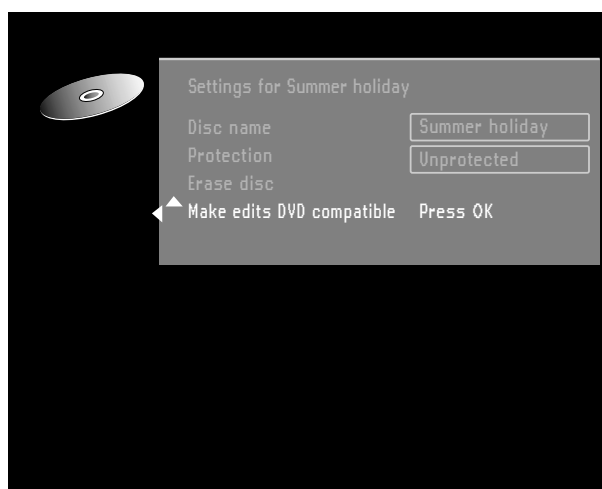 Settings for Summer holiday
Disc name Summer holiday
Protection Unprotected
Erase disc
Make edits DVD compatible Press OK